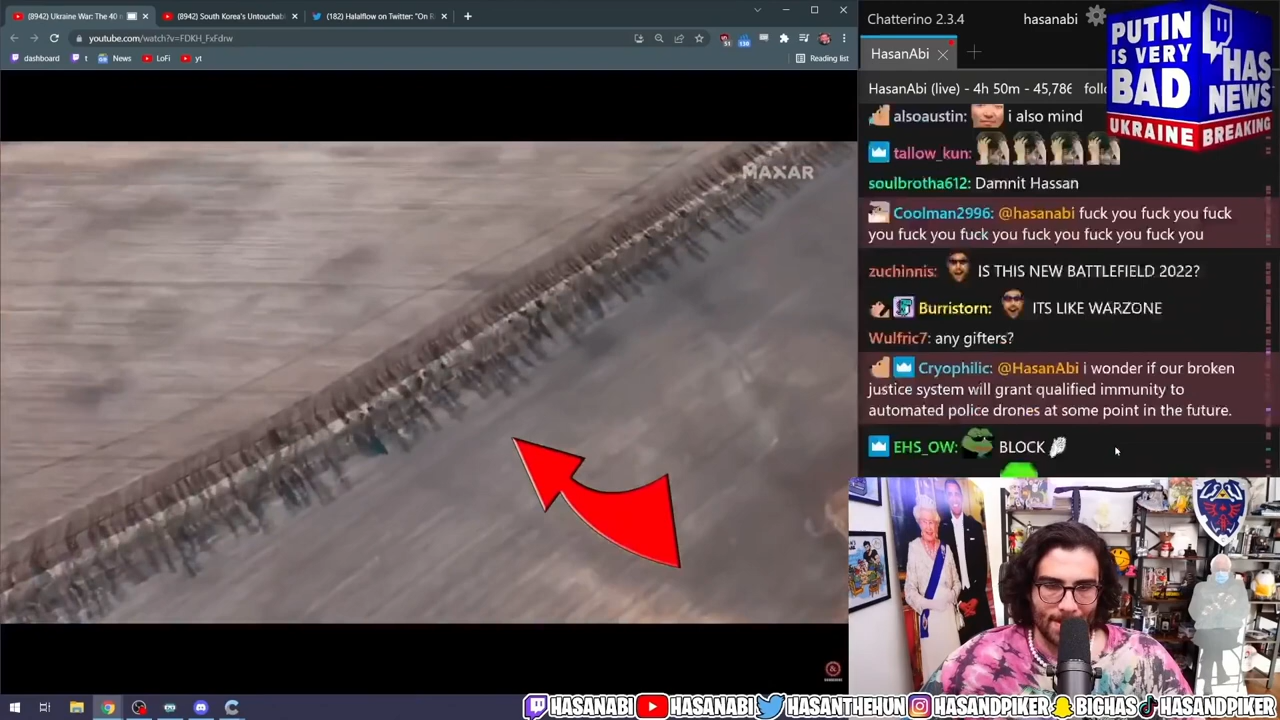 (8942) Ukraine War: The 40
(8942) South Korea's Untouchab
(182) Halalflow on Twitter: "On R
youtube.com/watch?v=FDKH_FxFdrw
51
130
dashboard
t
News
LoFi
yt
Reading list
MAXAR
Chatterino 2.3.4
hasanabi
HasanAbi
HasanAbi (live) - 4h 50m - 45,786
follo
PUTIN
IS VERY
BAD
HAS
NEWS
UKRAINE
BREAKING
alsoaustin: i also mind
tallow_kun:
soulbrotha612: Damnit Hassan
Coolman2996: @hasanabi fuck you fuck you fuck
you fuck you fuck you fuck you fuck you fuck you
zuchinnis: IS THIS NEW BATTLEFIELD 2022?
Burristorn: ITS LIKE WARZONE
Wulfric7: any gifters?
Cryophilic: @HasanAbi i wonder if our broken
justice system will grant qualified immunity to
automated police drones at some point in the future.
EHS_OW: BLOCK
HASANABI HASANABI HASANTHEHUN HASANDPIKER BIGHAS HASANDPIKER